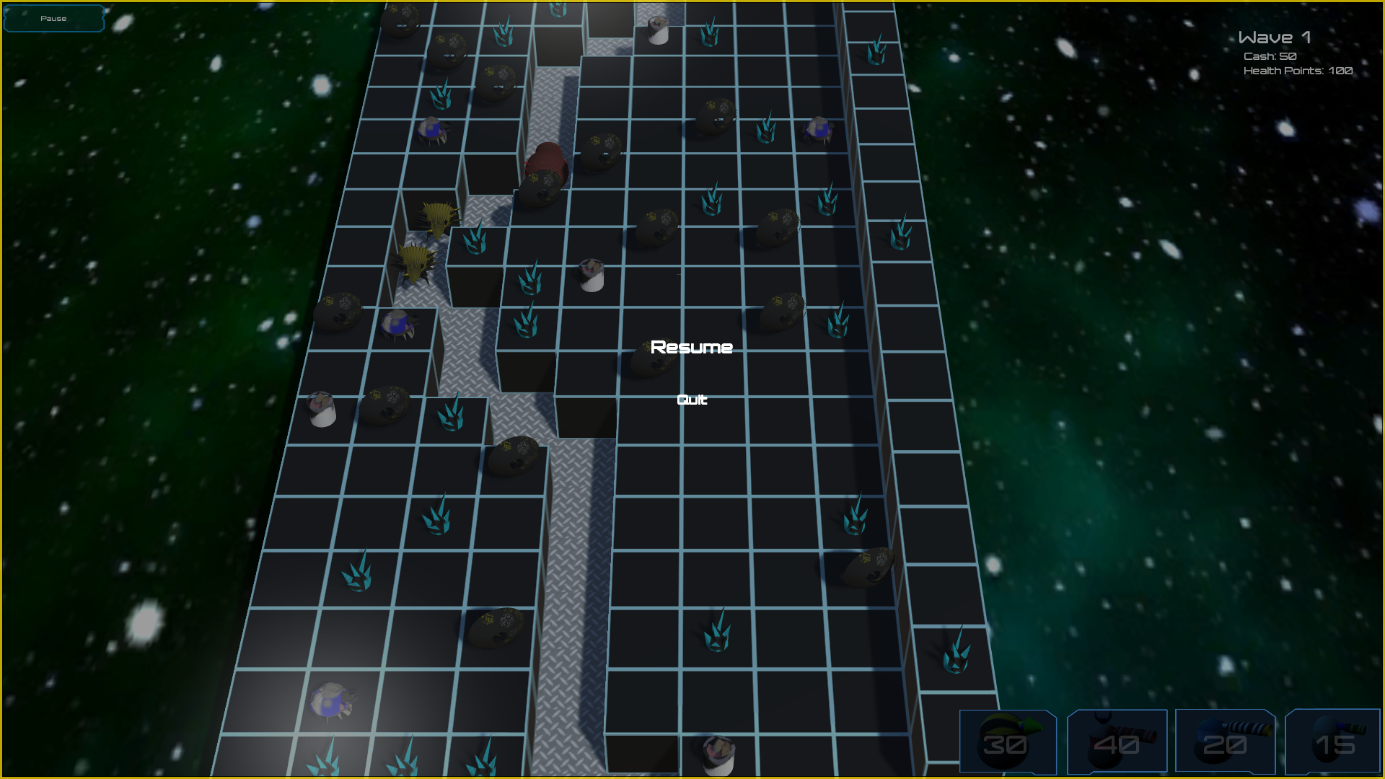 Pause
Wave 1
Cash: 50
Health Points: 100
Resume
Quit
30 40 20 15